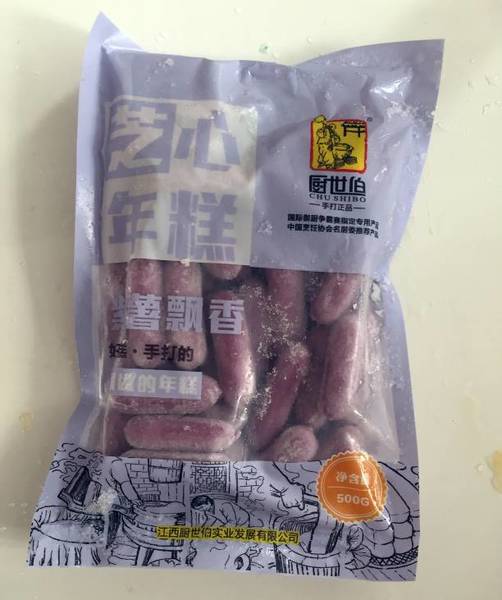 厨世伯
CHU SHIBO
手打正品
国际御厨争霸赛指定专用产品
中国烹饪协会名厨委推荐产品
芝心
年糕
薯飘香
手打的
的年糕
净含量
500G
江西厨世伯实业发展有限公司